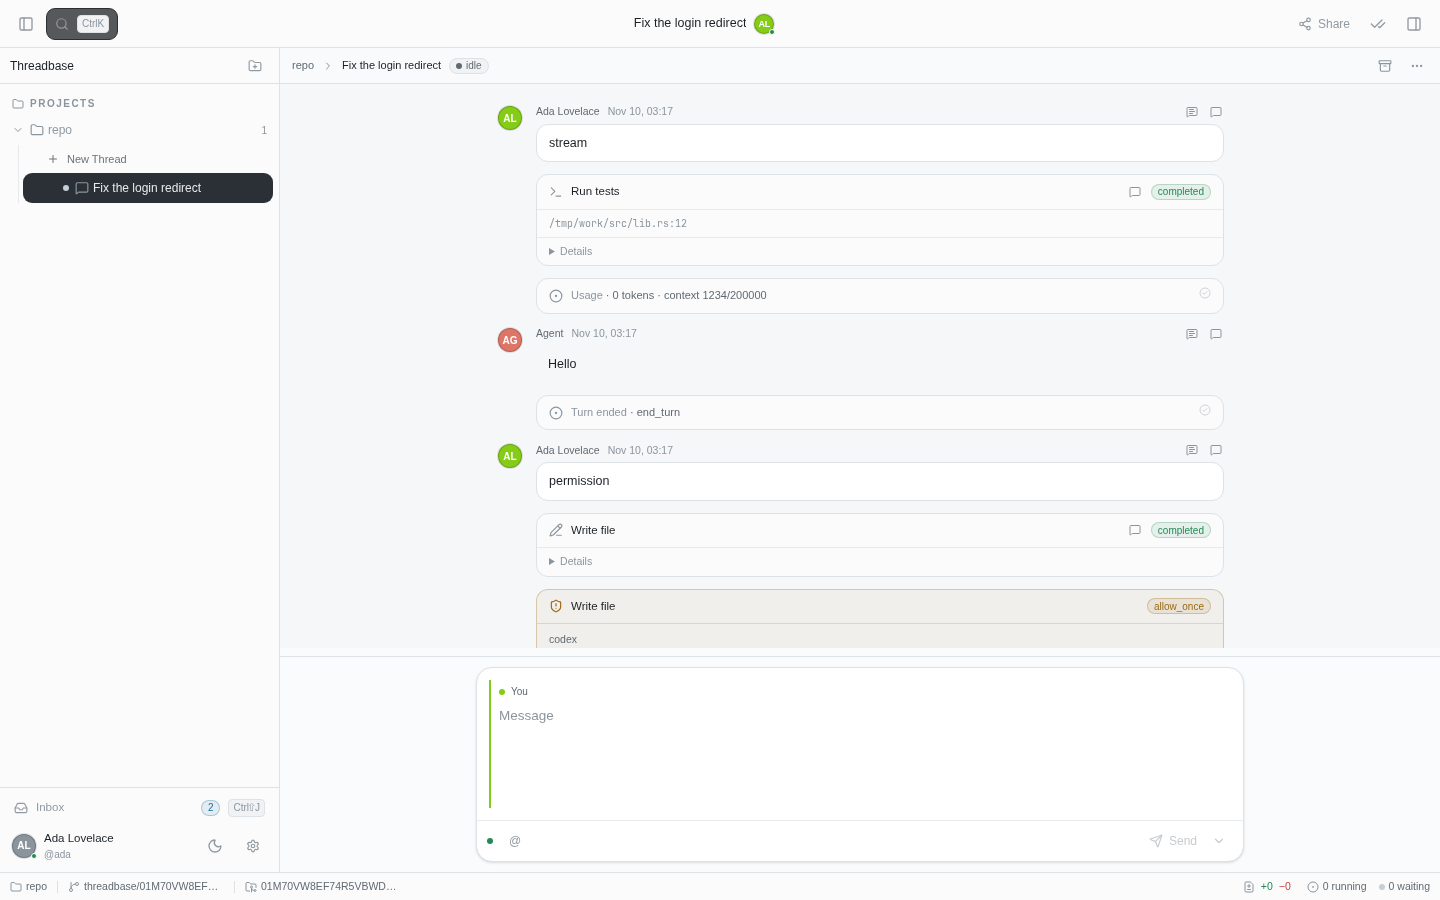 CtrlK
Fix the login redirect
AL
Share
Threadbase
repo
Fix the login redirect
idle
PROJECTS
repo
1
New Thread
Fix the login redirect
AL
Ada Lovelace Nov 10, 03:17
stream
Run tests
completed
/tmp/work/src/lib.rs:12
Details
Usage · 0 tokens · context 1234/200000
AG
Agent Nov 10, 03:17
Hello
Turn ended · end_turn
AL
Ada Lovelace Nov 10, 03:17
permission
Write file
completed
Details
Write file
allow_once
codex
You
Message
@
Send
Inbox
2
Ctrl⇧J
AL
Ada Lovelace
@ada
repo
threadbase/01M70VW8EF…
01M70VW8EF74R5VBWD…
+0 −0
0 running
0 waiting